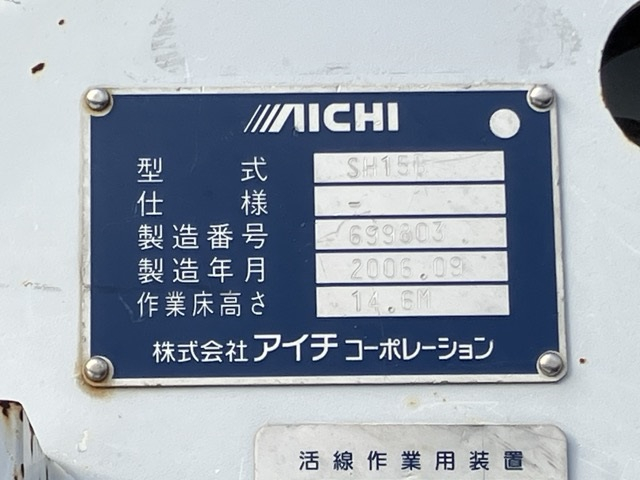 AICHI
型式 SH15B
仕様 -
製造番号 699803
製造年月 2006.09
作業床高さ 14.6M
株式会社アイチコーポレーション
活線作業用装置